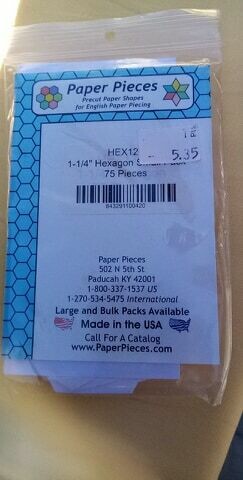 Paper Pieces
Precut Paper Shapes
for English Paper Piecing
HEX12
1-1/4" Hexagon Small Pack
75 Pieces
5.35
843291100420
Paper Pieces
502 N 5th St
Paducah KY 42001
1-800-337-1537 US
1-270-534-5475 International
Large and Bulk Packs Available
Made in the USA
Call For A Catalog
www.PaperPieces.com